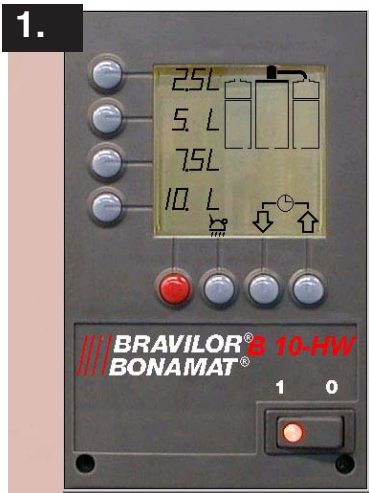 1.
2,5L
5. L
7,5L
10. L
BRAVILOR® B 10-HW
BONAMAT®
1 0